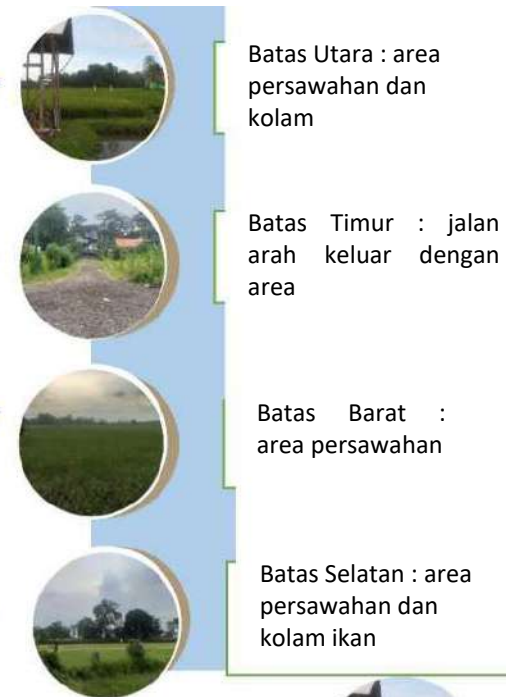 Batas Utara : area
persawahan dan
kolam
Batas Timur : jalan
arah keluar dengan
area
Batas Barat :
area persawahan
Batas Selatan : area
persawahan dan
kolam ikan